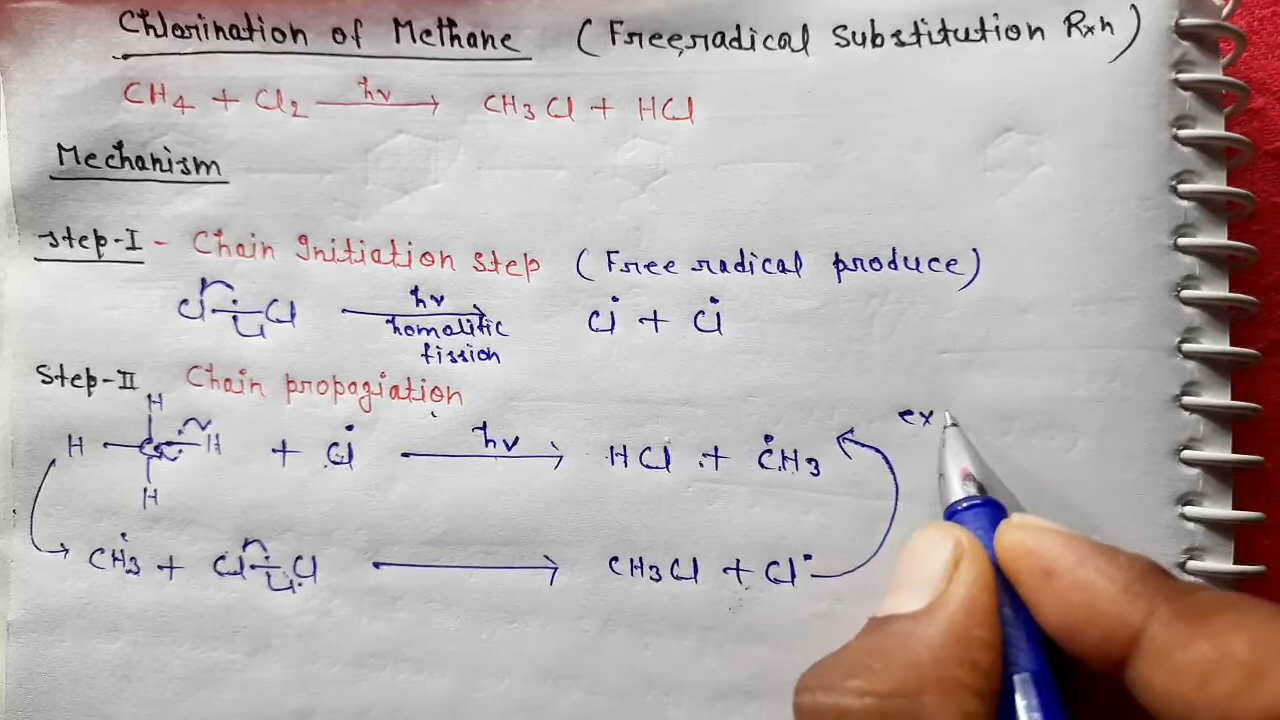 Chlorination of Methane (Freeradical Substitution Rxn)
CH4 + Cl2 hν → CH3Cl + HCl
Mechanism
Step-I - Chain Initiation Step (Free radical produce)
Cl–Cl hν → Cl• + Cl•
homolitic
fission
Step-II Chain propagiation
H
H – C – H + Cl• hν → HCl + •CH3
H
ex
CH3• + Cl–Cl → CH3Cl + Cl•